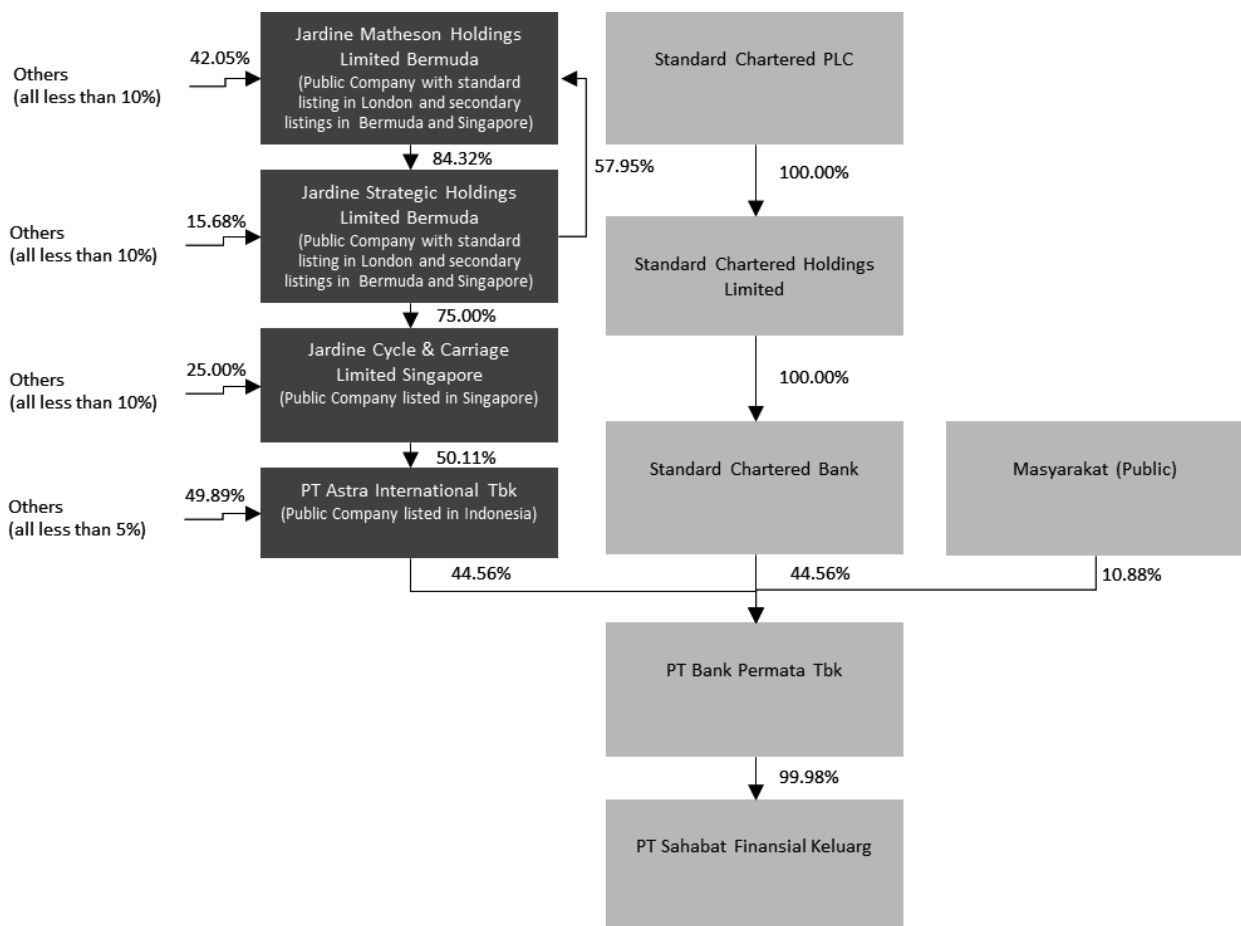 Jardine Matheson Holdings
Limited Bermuda
(Public Company with standard
listing in London and secondary
listings in Bermuda and Singapore)
42.05%
Others
(all less than 10%)
Standard Chartered PLC
84.32%
57.95%
100.00%
Jardine Strategic Holdings
Limited Bermuda
(Public Company with standard
listing in London and secondary
listings in Bermuda and Singapore)
15.68%
Others
(all less than 10%)
Standard Chartered Holdings
Limited
75.00%
Jardine Cycle & Carriage
Limited Singapore
(Public Company listed in Singapore)
25.00%
Others
(all less than 10%)
100.00%
50.11%
PT Astra International Tbk
(Public Company listed in Indonesia)
49.89%
Others
(all less than 5%)
Standard Chartered Bank
Masyarakat (Public)
44.56%
44.56%
10.88%
PT Bank Permata Tbk
99.98%
PT Sahabat Finansial Keluarg